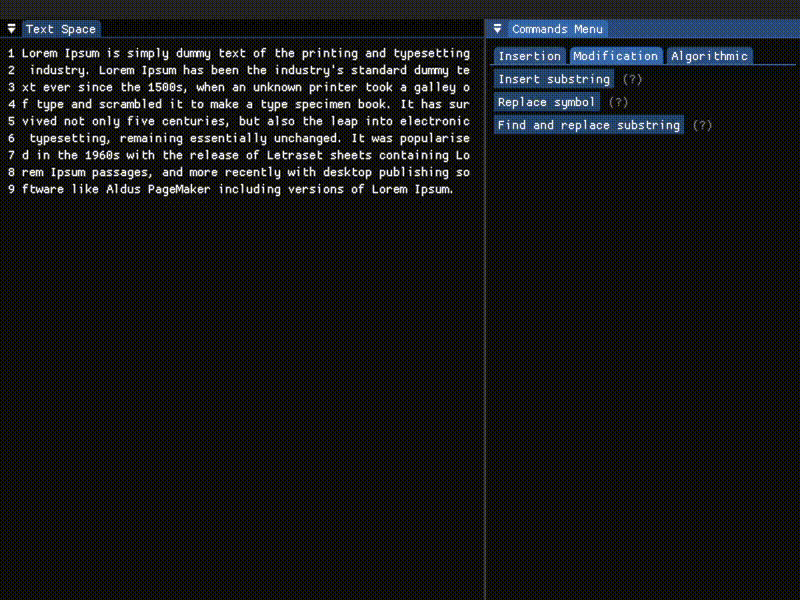 Text Space
1 Lorem Ipsum is simply dummy text of the printing and typesetting
2  industry. Lorem Ipsum has been the industry's standard dummy te
3 xt ever since the 1500s, when an unknown printer took a galley o
4 f type and scrambled it to make a type specimen book. It has sur
5 vived not only five centuries, but also the leap into electronic
6  typesetting, remaining essentially unchanged. It was popularise
7 d in the 1960s with the release of Letraset sheets containing Lo
8 rem Ipsum passages, and more recently with desktop publishing so
9 ftware like Aldus PageMaker including versions of Lorem Ipsum.
Commands Menu
Insertion Modification Algorithmic
Insert substring (?)
Replace symbol (?)
Find and replace substring (?)